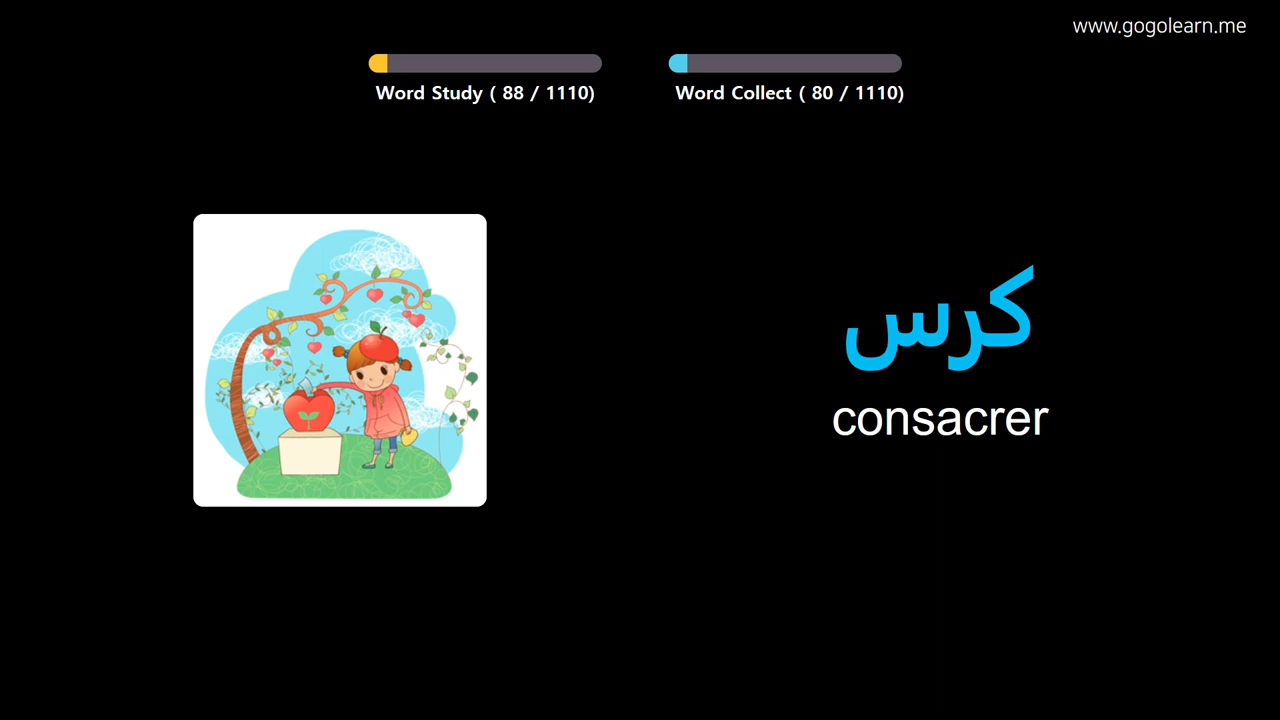 www.gogolearn.me
Word Study ( 88 / 1110)
Word Collect ( 80 / 1110)
كرس
consacrer